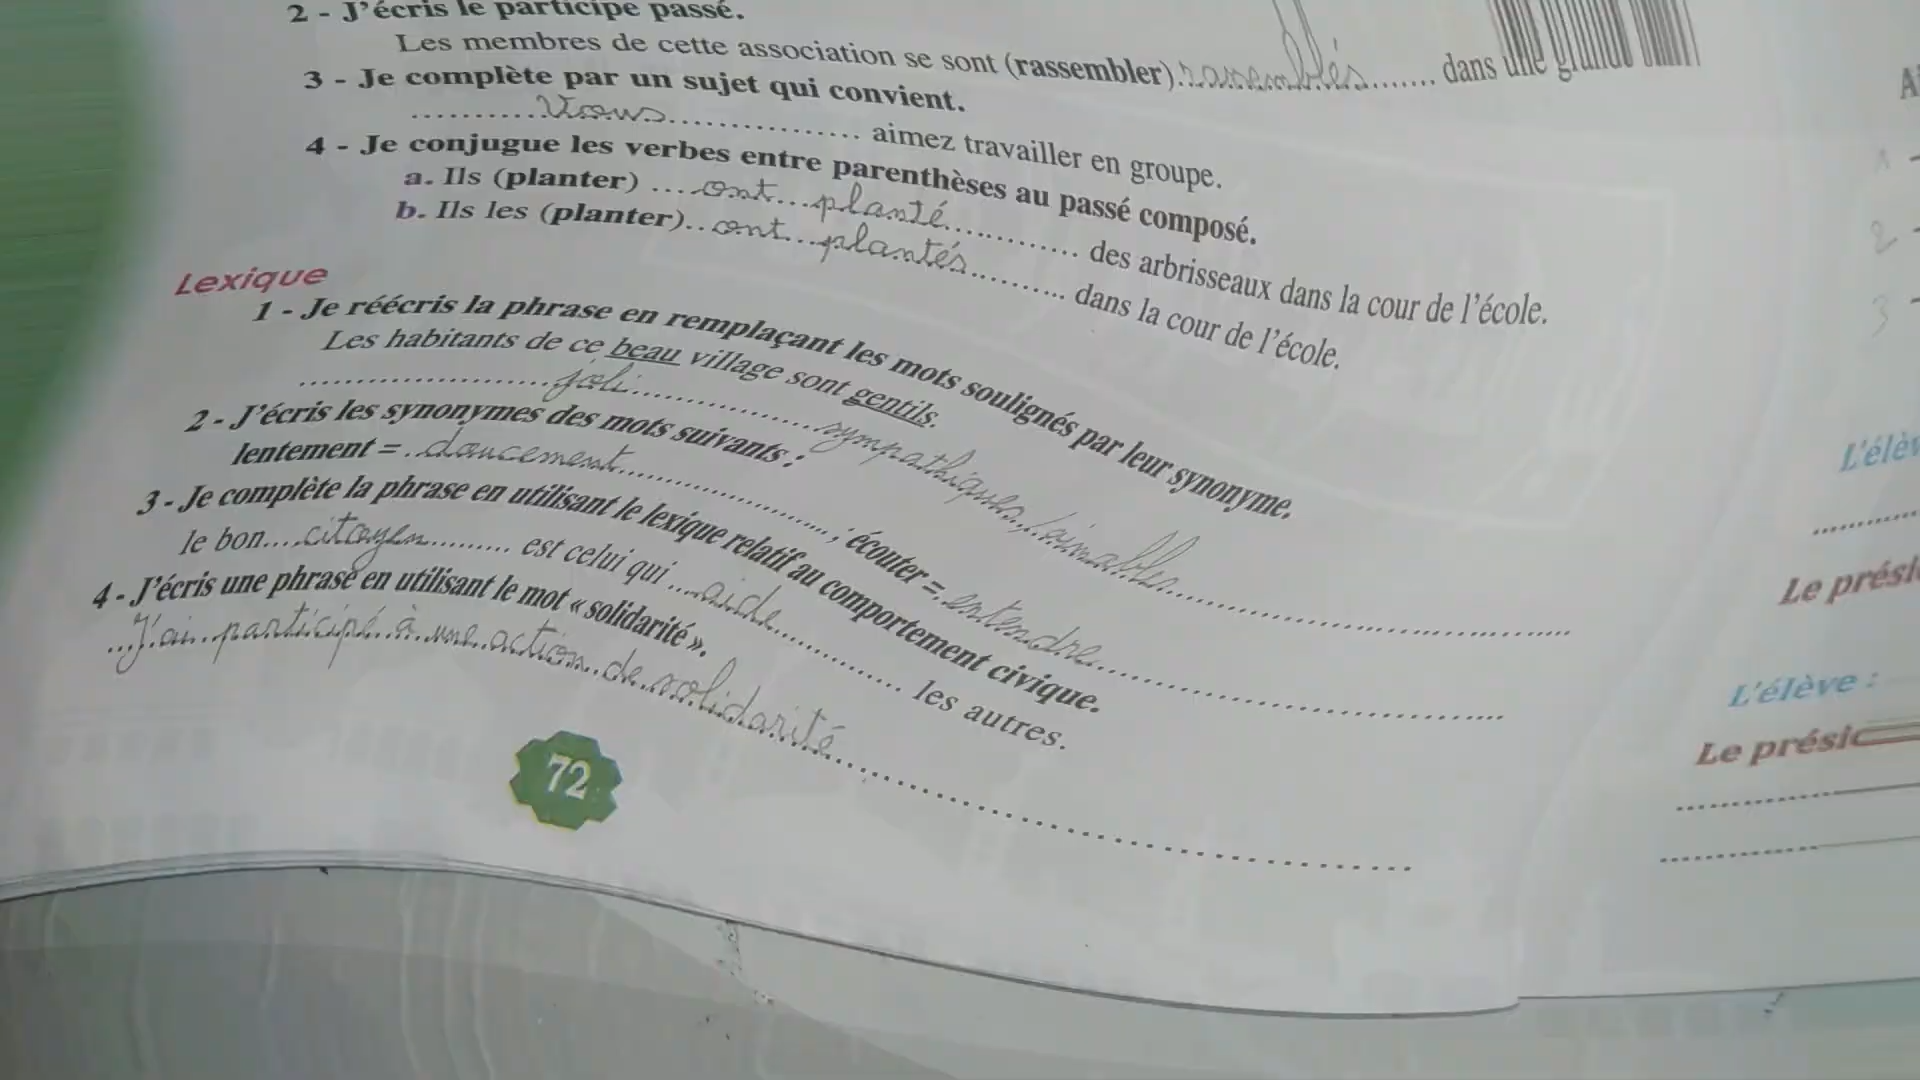 2 - J'écris le participe passé.
Les membres de cette association se sont (rassembler) rassemblés ........ dans une grande
3 - Je complète par un sujet qui convient.
........... Vous ................. aimez travailler en groupe.
4 - Je conjugue les verbes entre parenthèses au passé composé.
a. Ils (planter) .... ont ... planté ............. des arbrisseaux dans la cour de l'école.
b. Ils les (planter) .. ont ... plantés ........... dans la cour de l'école.
Lexique
1 - Je réécris la phrase en remplaçant les mots soulignés par leur synonyme.
Les habitants de ce beau village sont gentils.
.................... joli .................. sympathiques / aimables ....................
2 - J'écris les synonymes des mots suivants :
lentement = .. doucement ...................... ; écouter = . entendre ....................
3 - Je complète la phrase en utilisant le lexique relatif au comportement civique.
le bon.... citoyen .......... est celui qui .... aide .............. les autres.
4 - J'écris une phrase en utilisant le mot « solidarité ».
... J'ai participé à une action de solidarité ....................
72
1 -
2 -
3 -
L'élèv
Le prési
L'élève :
Le présid